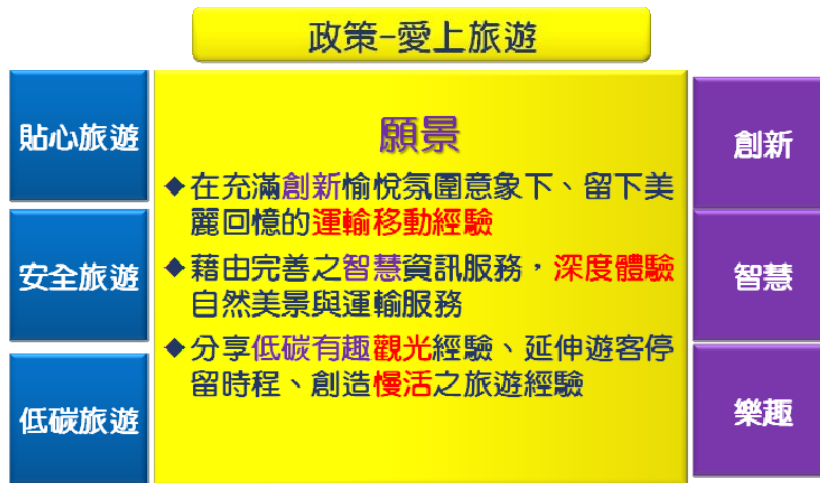 政策-愛上旅遊
貼心旅遊
安全旅遊
低碳旅遊
願景
◆在充滿創新愉悅氛圍意象下、留下美
麗回憶的運輸移動經驗
◆藉由完善之智慧資訊服務，深度體驗
自然美景與運輸服務
◆分享低碳有趣觀光經驗、延伸遊客停
留時程、創造慢活之旅遊經驗
創新
智慧
樂趣